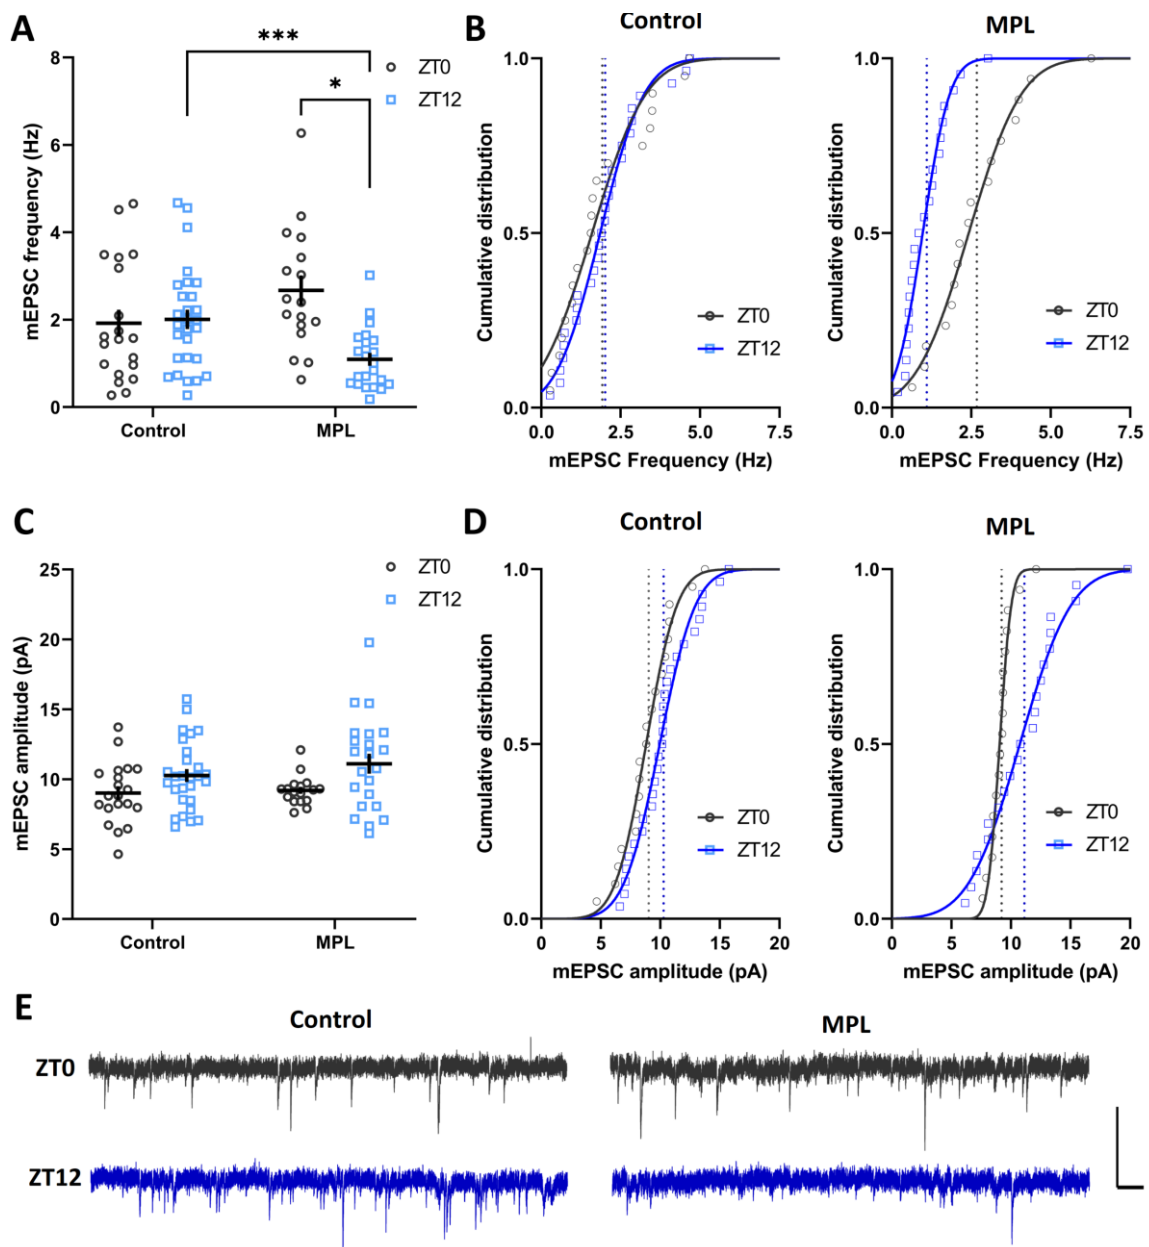 A
mEPSC frequency (Hz)
8
6
4
2
0
Control
MPL
***
*
ZT0
ZT12
B
Control
Cumulative distribution
1.0
0.5
0.0
0.0 2.5 5.0 7.5
mEPSC Frequency (Hz)
ZT0
ZT12
MPL
Cumulative distribution
1.0
0.5
0.0
0.0 2.5 5.0 7.5
mEPSC Frequency (Hz)
ZT0
ZT12
C
mEPSC amplitude (pA)
25
20
15
10
5
0
Control
MPL
ZT0
ZT12
D
Control
Cumulative distribution
1.0
0.5
0.0
0 5 10 15 20
mEPSC amplitude (pA)
ZT0
ZT12
MPL
Cumulative distribution
1.0
0.5
0.0
0 5 10 15 20
mEPSC amplitude (pA)
ZT0
ZT12
E
Control
MPL
ZT0
ZT12